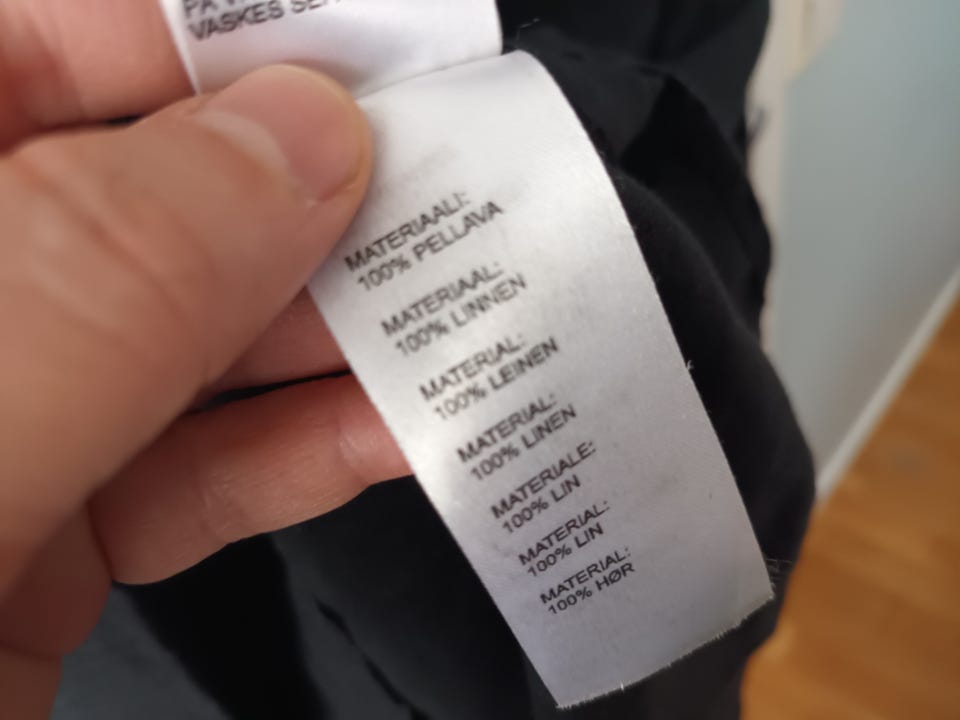 VASKES
MATERIAALI:
100% PELLAVA
MATERIAAL:
100% LINNEN
MATERIAL:
100% LEINEN
MATERIAL:
100% LINEN
MATERIALE:
100% LIN
MATERIAL:
100% LIN
MATERIAL:
100% HØR